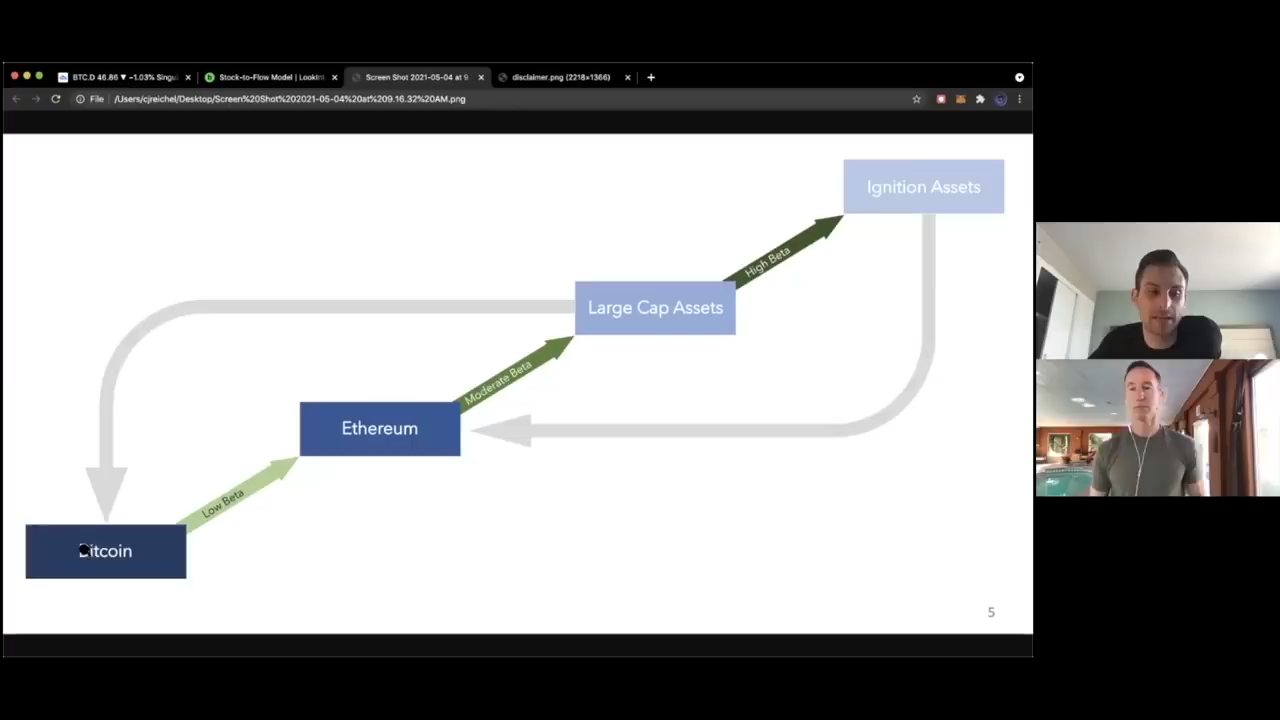 BTC.D 46.86 ▼ −1.03% Singu
Stock-to-Flow Model | LookInt
Screen Shot 2021-05-04 at 9.
disclaimer.png (2218×1366)
File
/Users/cjreichel/Desktop/Screen%20Shot%202021-05-04%20at%209.16.32%20AM.png
Ignition Assets
High Beta
Large Cap Assets
Moderate Beta
Ethereum
Low Beta
Bitcoin
5